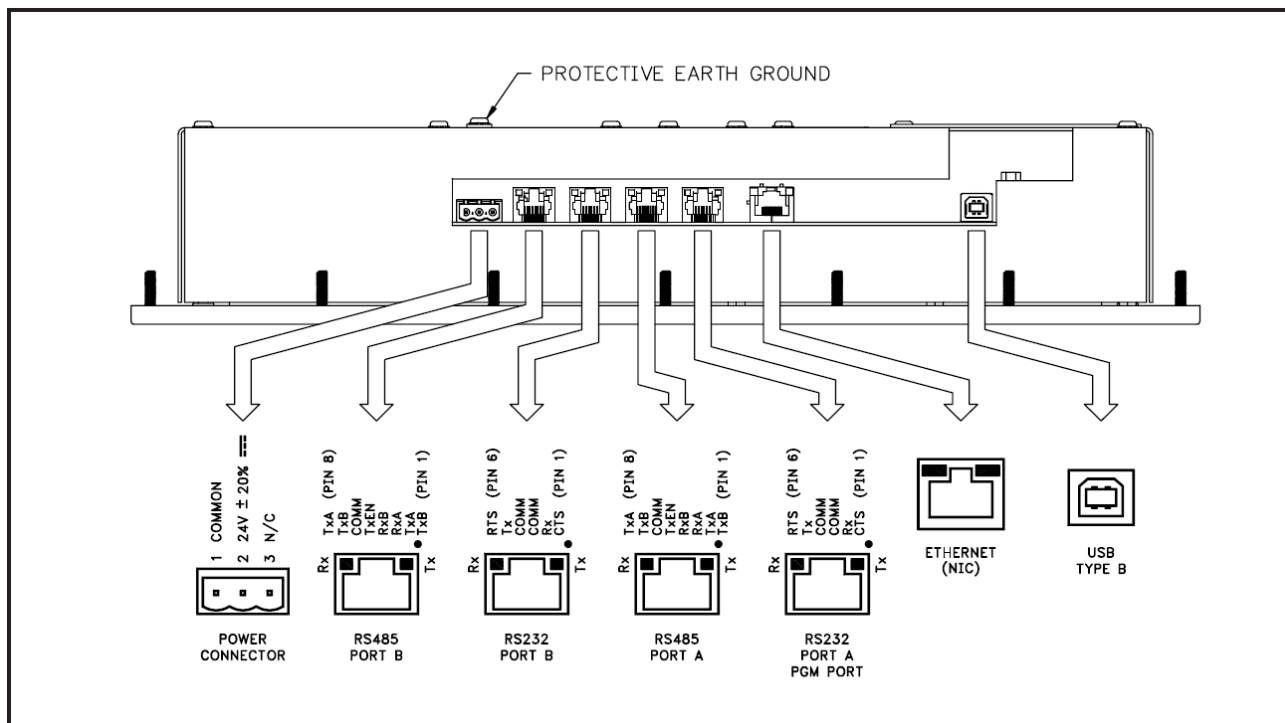 PROTECTIVE EARTH GROUND
1 COMMON
2 24V ± 20%
3 N/C
POWER
CONNECTOR
TxA (PIN 8)
TxB
COMM
TxEN
RxB
RxA
TxA
TxB (PIN 1)
Rx
Tx
RS485
PORT B
RTS (PIN 6)
Tx
COMM
COMM
Rx
CTS (PIN 1)
Rx
Tx
RS232
PORT B
TxA (PIN 8)
TxB
COMM
TxEN
RxB
RxA
TxA
TxB (PIN 1)
Rx
Tx
RS485
PORT A
RTS (PIN 6)
Tx
COMM
COMM
Rx
CTS (PIN 1)
Rx
Tx
RS232
PORT A
PGM PORT
ETHERNET
(NIC)
USB
TYPE B